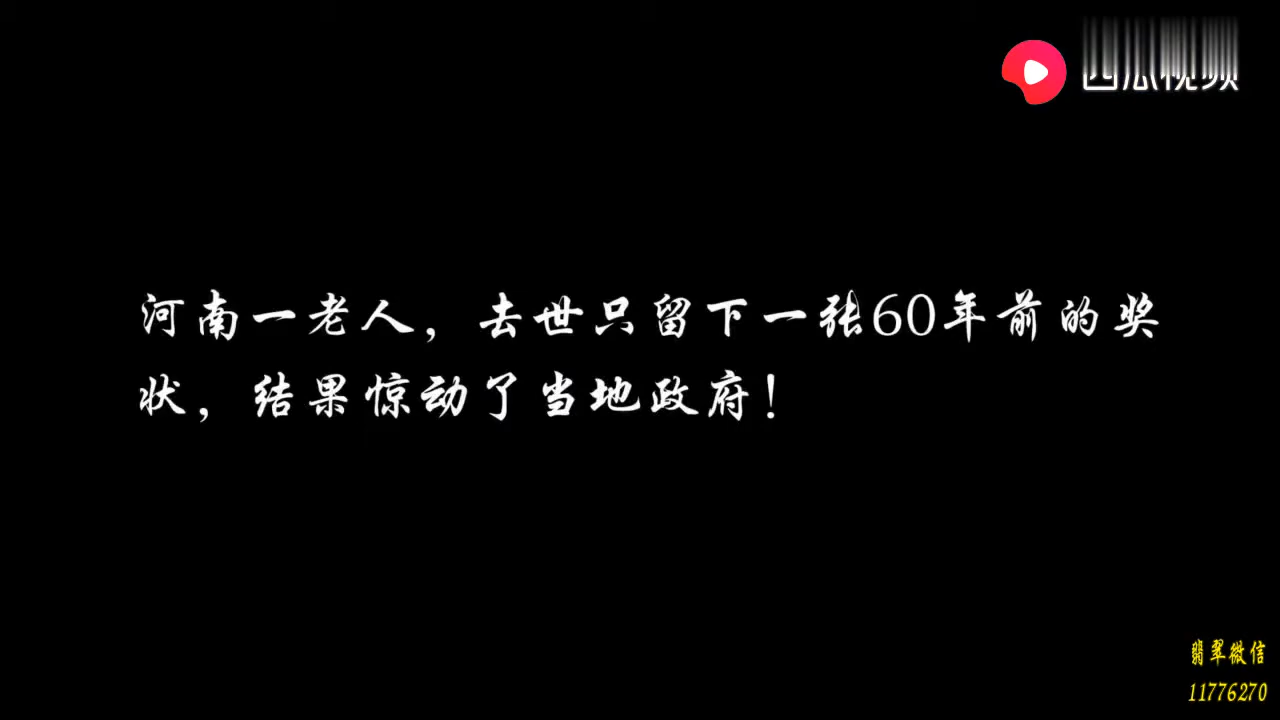 西瓜视频
河南一老人，去世只留下一张60年前的奖
状，结果惊动了当地政府！
翡翠微信
11776270